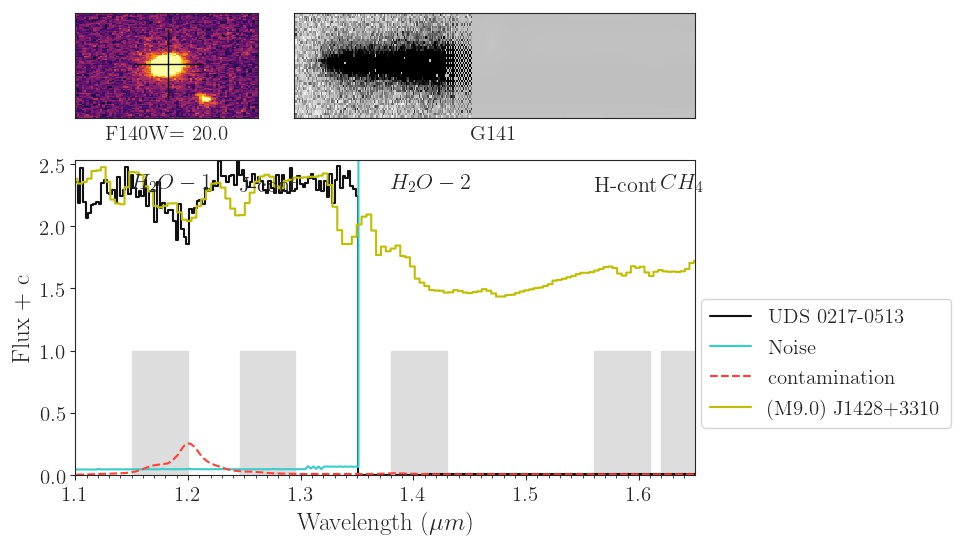 F140W= 20.0
G141
H₂O − 1
H₂O − 2
H-cont
CH₄
2.5
2.0
1.5
1.0
0.5
0.0
Flux + c
1.1
1.2
1.3
1.4
1.5
1.6
Wavelength (μm)
UDS 0217-0513
Noise
contamination
(M9.0) J1428+3310